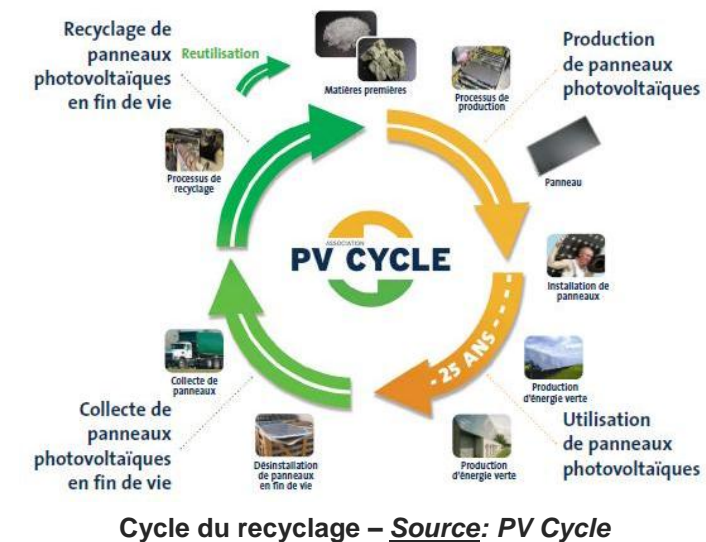 Recyclage de
panneaux
photovoltaïques
en fin de vie
Reutilisation
Matières premières
Processus de
production
Production
de panneaux
photovoltaïques
Panneau
Processus de
recyclage
ASSOCIATION
PV CYCLE
Installation de
panneaux
- 25 ANS -
Production
d'énergie verte
Utilisation
de panneaux
photovoltaïques
Production
d'énergie verte
Désinstallation
de panneaux
en fin de vie
Collecte de
panneaux
Collecte de
panneaux
photovoltaïques
en fin de vie
Cycle du recyclage – Source: PV Cycle